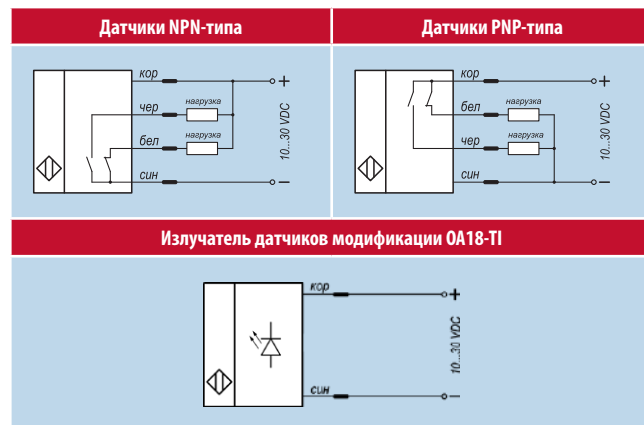 Датчики NPN-типа
Датчики PNP-типа
кор
+
чер
нагрузка
бел
нагрузка
син
−
10...30 VDC
кор
+
бел
нагрузка
чер
нагрузка
син
−
10...30 VDC
Излучатель датчиков модификации OA18-TI
кор
+
син
−
10...30 VDC